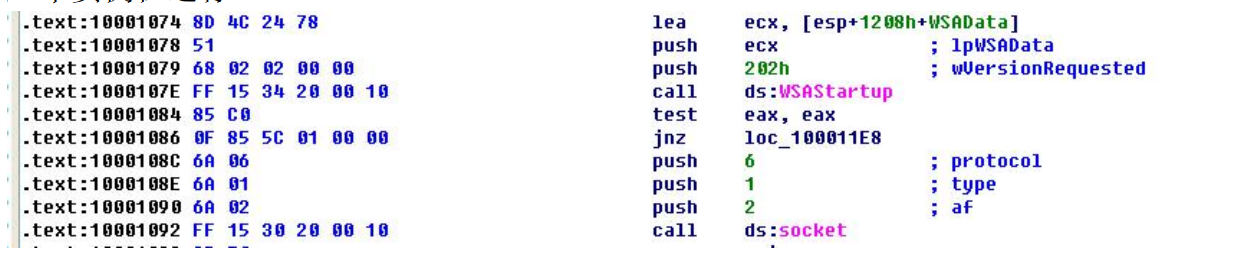 .text:10001074 8D 4C 24 78 lea ecx, [esp+1208h+WSAData]
.text:10001078 51 push ecx ; lpWSAData
.text:10001079 68 02 02 00 00 push 202h ; wVersionRequested
.text:1000107E FF 15 34 20 00 10 call ds:WSAStartup
.text:10001084 85 C0 test eax, eax
.text:10001086 0F 85 5C 01 00 00 jnz loc_100011E8
.text:1000108C 6A 06 push 6 ; protocol
.text:1000108E 6A 01 push 1 ; type
.text:10001090 6A 02 push 2 ; af
.text:10001092 FF 15 30 20 00 10 call ds:socket